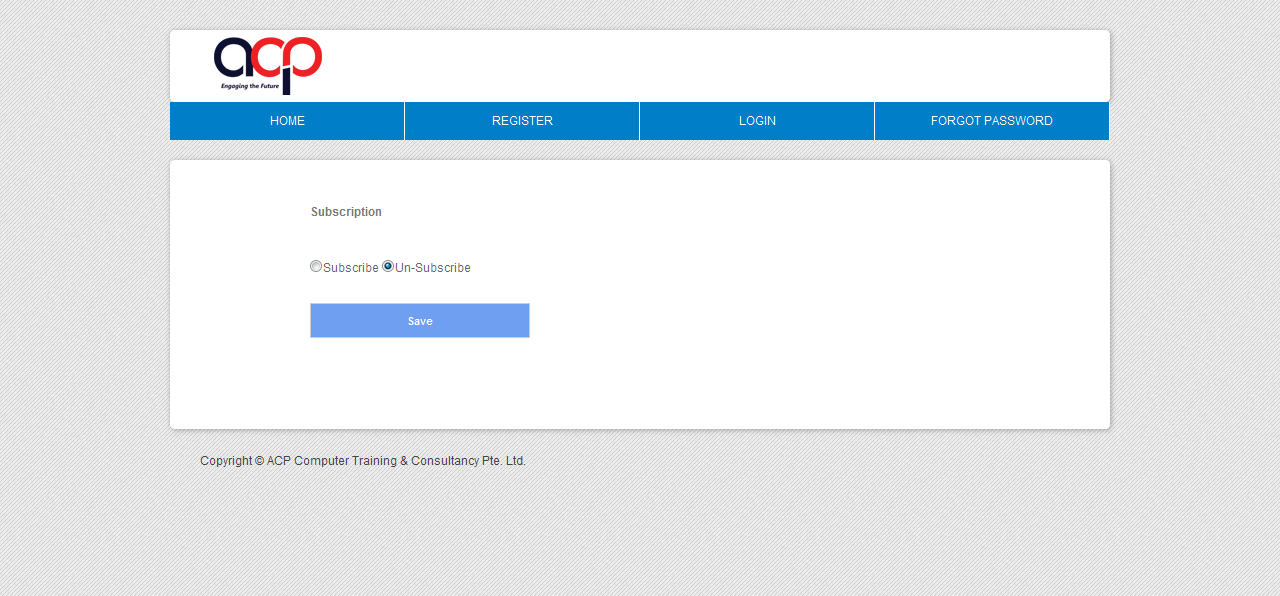 acp
Engaging the Future
HOME REGISTER LOGIN FORGOT PASSWORD
Subscription
Subscribe Un-Subscribe
Save
Copyright © ACP Computer Training & Consultancy Pte. Ltd.